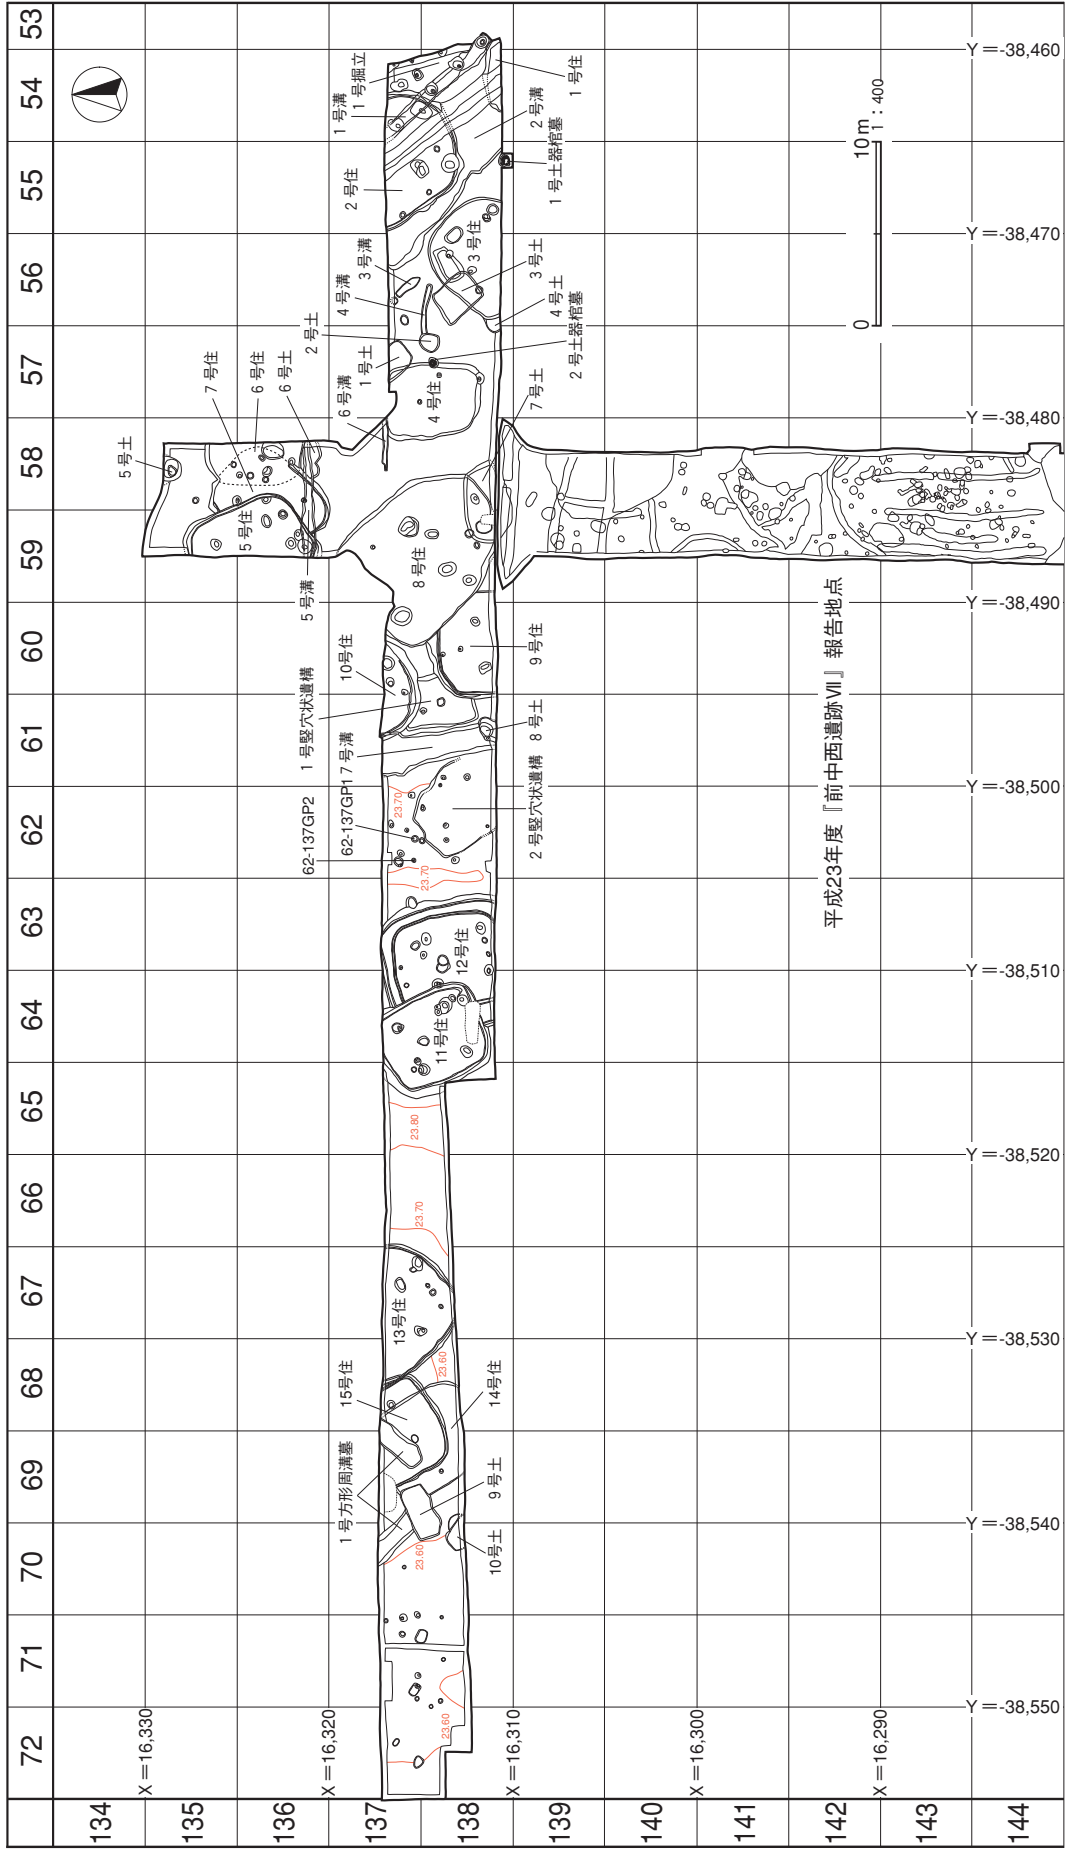 53
54
55
56
57
58
59
60
61
62
63
64
65
66
67
68
69
70
71
72
134
135
136
137
138
139
140
141
142
143
144
X =16,330
X =16,320
X =16,310
X =16,300
X =16,290
Y =-38,460
Y =-38,470
Y =-38,480
Y =-38,490
Y =-38,500
Y =-38,510
Y =-38,520
Y =-38,530
Y =-38,540
Y =-38,550
0
10m
1:400
平成23年度『前中西遺跡Ⅶ』報告地点
1号掘立
1号溝
1号住
2号溝
1号土器棺墓
2号住
3号住
3号溝
3号土
4号溝
4号土
2号土
2号土器棺墓
1号土
4号住
6号溝
7号土
7号住
6号住
6号土
5号土
5号住
5号溝
8号住
9号住
10号住
1号竪穴状遺構
8号土
7号溝
2号竪穴状遺構
62-137GP1
62-137GP2
23.70
23.70
12号住
11号住
23.80
23.70
13号住
23.60
15号住
14号住
1号方形周溝墓
9号土
10号土
23.60
23.60